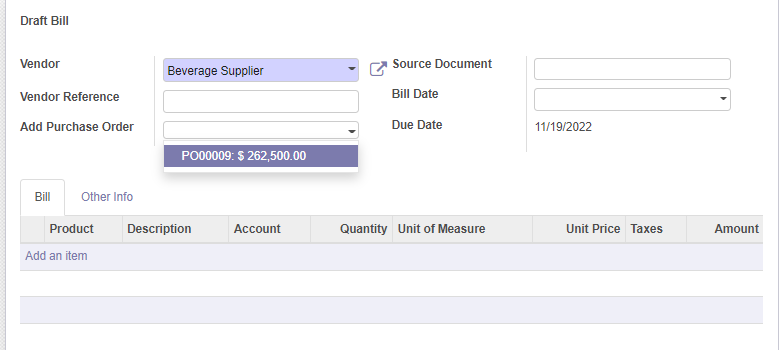 Draft Bill
Vendor Beverage Supplier Source Document
Vendor Reference Bill Date
Add Purchase Order Due Date 11/19/2022
PO00009: $ 262,500.00
Bill Other Info
Product Description Account Quantity Unit of Measure Unit Price Taxes Amount
Add an item